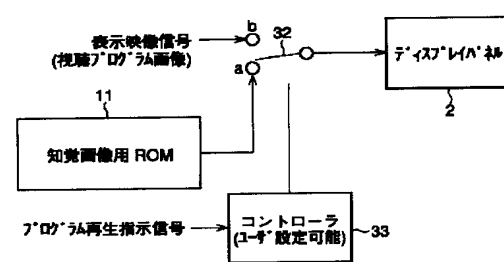 表示映像信号
(視聴ﾌﾟﾛｸﾞﾗﾑ画像)
b
32
a
ﾃﾞｨｽﾌﾟﾚｲﾊﾟﾈﾙ
2
11
知覚画像用 ROM
ﾌﾟﾛｸﾞﾗﾑ再生指示信号
コントローラ
(ﾕｰｻﾞ設定可能)
33